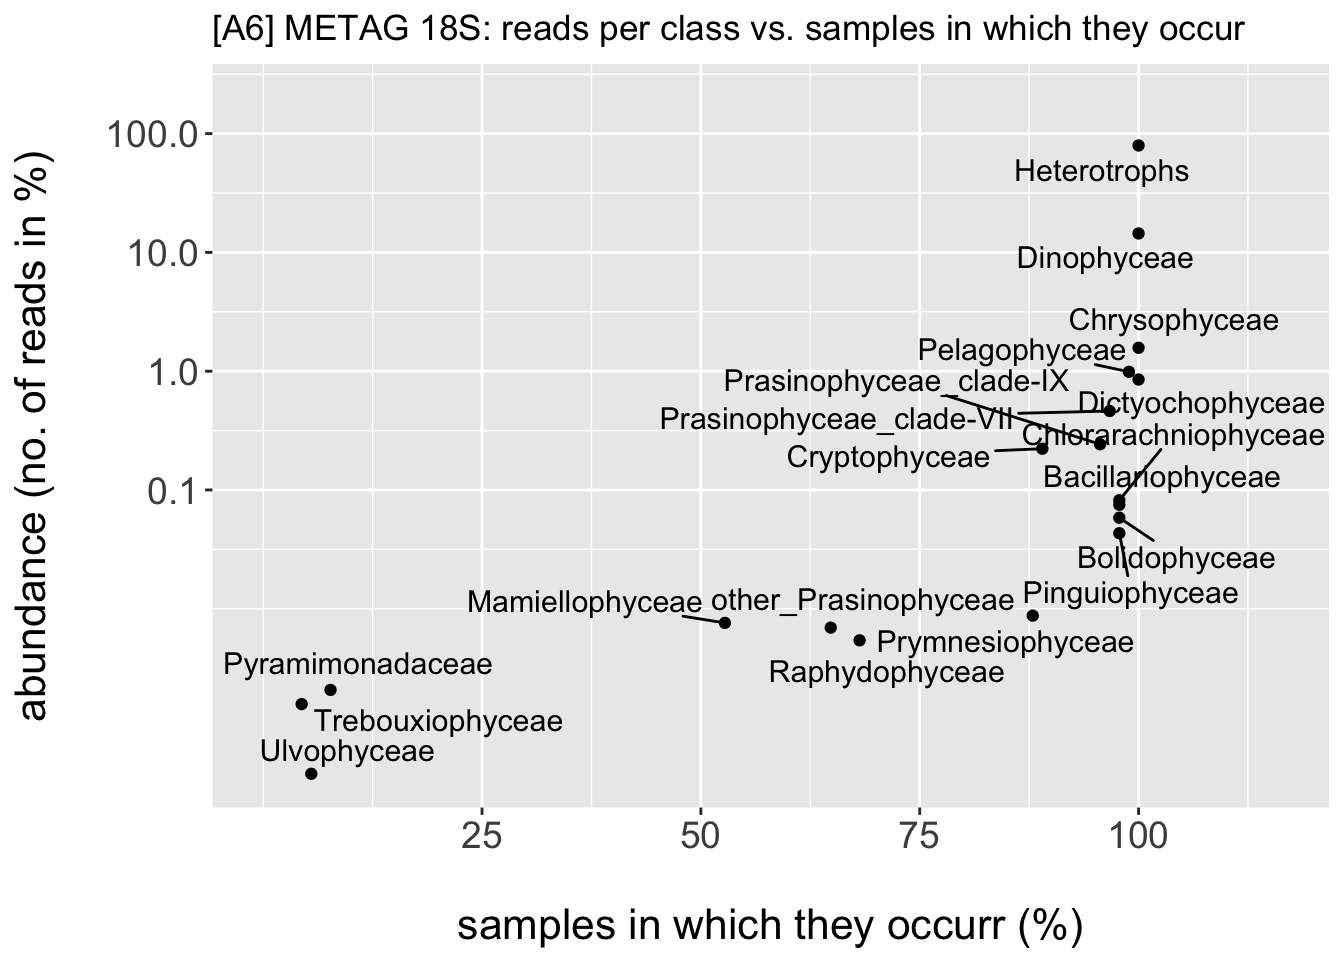 [A6] METAG 18S: reads per class vs. samples in which they occur
abundance (no. of reads in %)
100.0
10.0
1.0
0.1
Heterotrophs
Dinophyceae
Chrysophyceae
Pelagophyceae
Prasinophyceae_clade-IX
Dictyochophyceae
Prasinophyceae_clade-VII
Chlorarachniophyceae
Cryptophyceae
Bacillariophyceae
Bolidophyceae
Pinguiophyceae
Mamiellophyceae
other_Prasinophyceae
Prymnesiophyceae
Raphydophyceae
Pyramimonadaceae
Trebouxiophyceae
Ulvophyceae
25
50
75
100
samples in which they occurr (%)